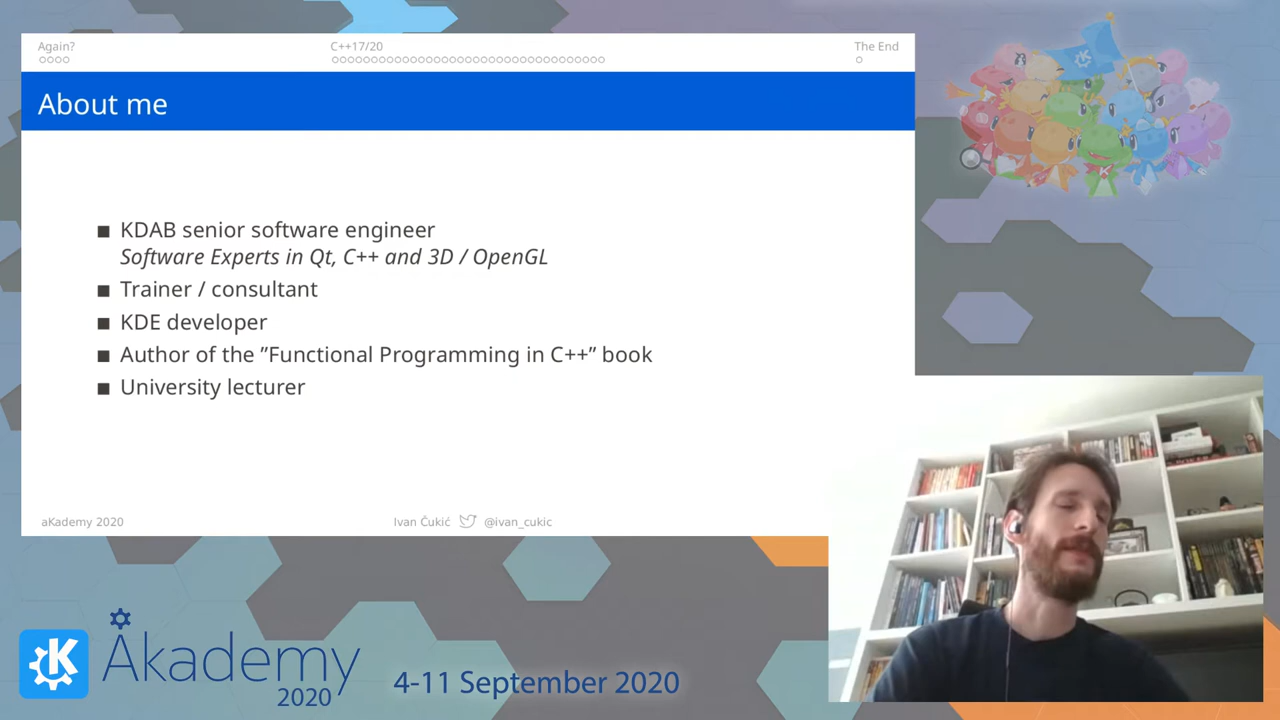 Again?
C++17/20
The End
About me
KDAB senior software engineer
Software Experts in Qt, C++ and 3D / OpenGL
Trainer / consultant
KDE developer
Author of the ”Functional Programming in C++” book
University lecturer
aKademy 2020
Ivan Čukić
@ivan_cukic
Akademy
2020
4-11 September 2020